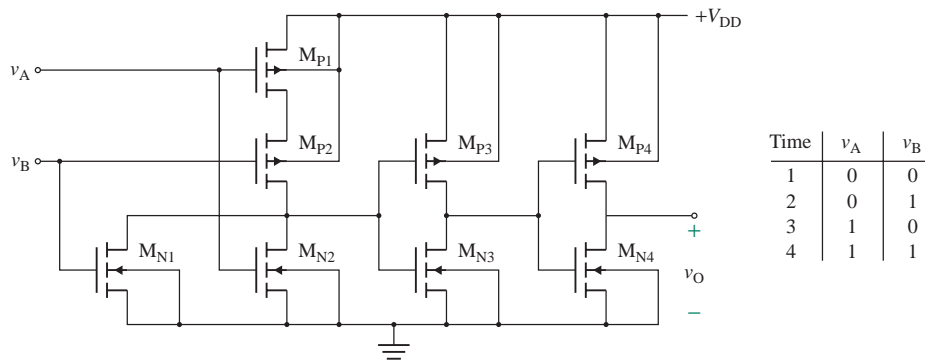 +V_DD
M_P1
v_A
M_P2
M_P3
M_P4
v_B
Time v_A v_B
1 0 0
2 0 1
3 1 0
4 1 1
+
M_N1
M_N2
M_N3
M_N4
v_O
−